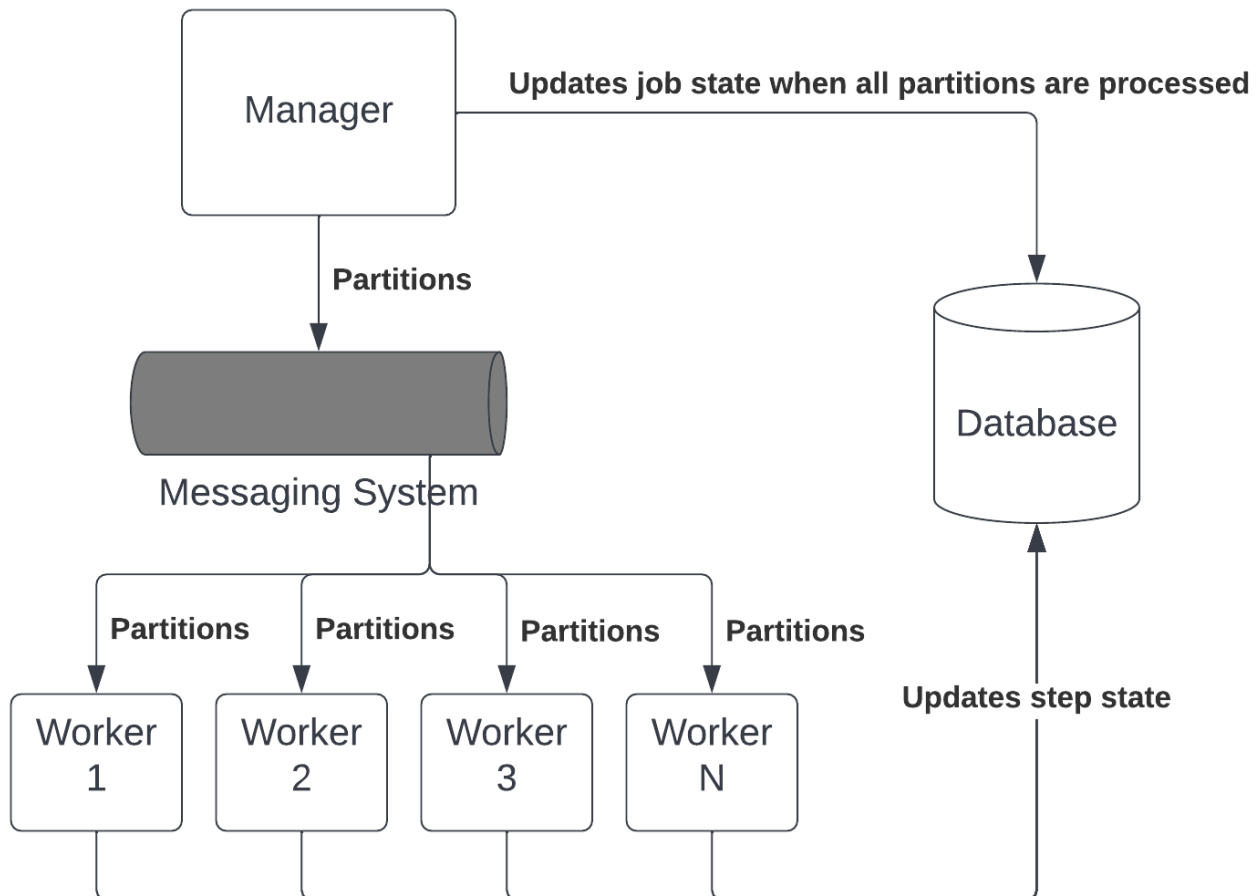 Updates job state when all partitions are processed
Manager
Partitions
Database
Messaging System
Partitions
Partitions
Partitions
Partitions
Updates step state
Worker
1
Worker
2
Worker
3
Worker
N